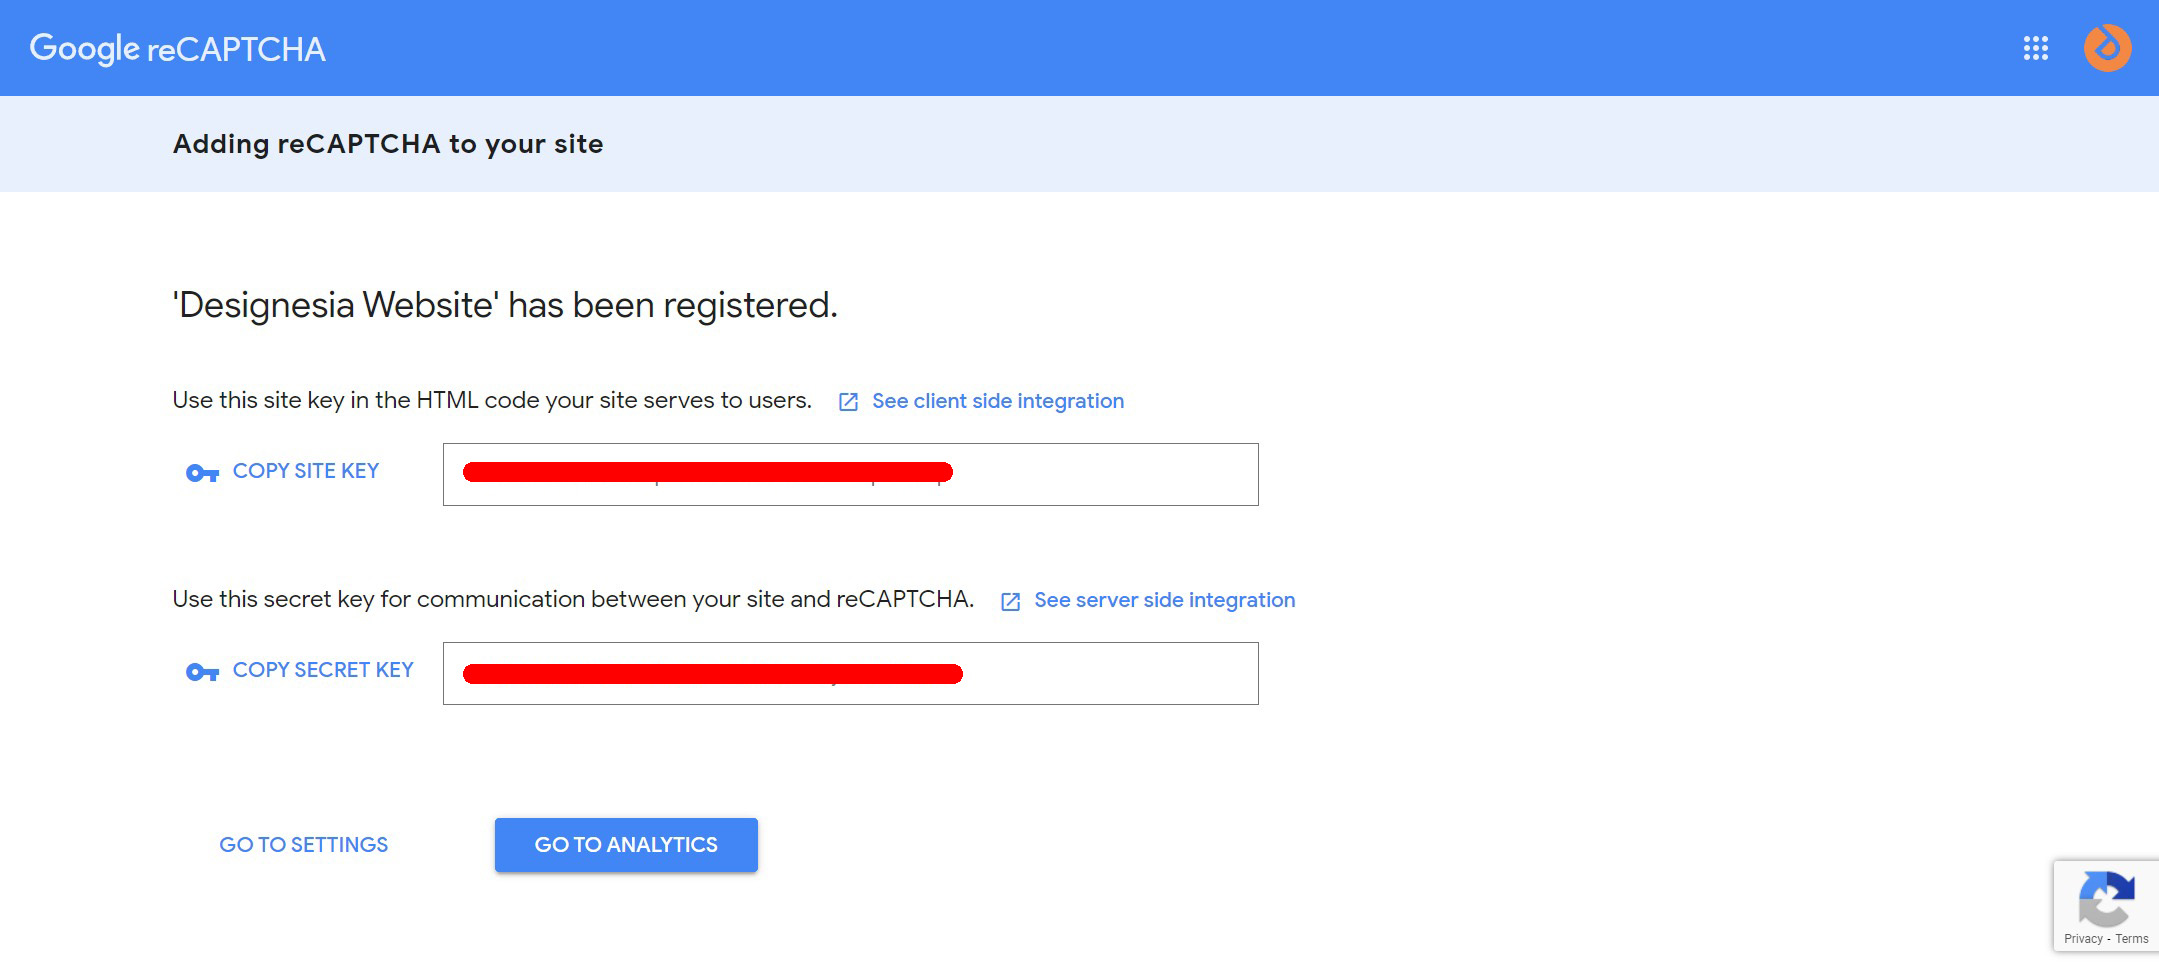 Google reCAPTCHA
Adding reCAPTCHA to your site
'Designesia Website' has been registered.
Use this site key in the HTML code your site serves to users. See client side integration
COPY SITE KEY
Use this secret key for communication between your site and reCAPTCHA. See server side integration
COPY SECRET KEY
GO TO SETTINGS GO TO ANALYTICS
Privacy - Terms